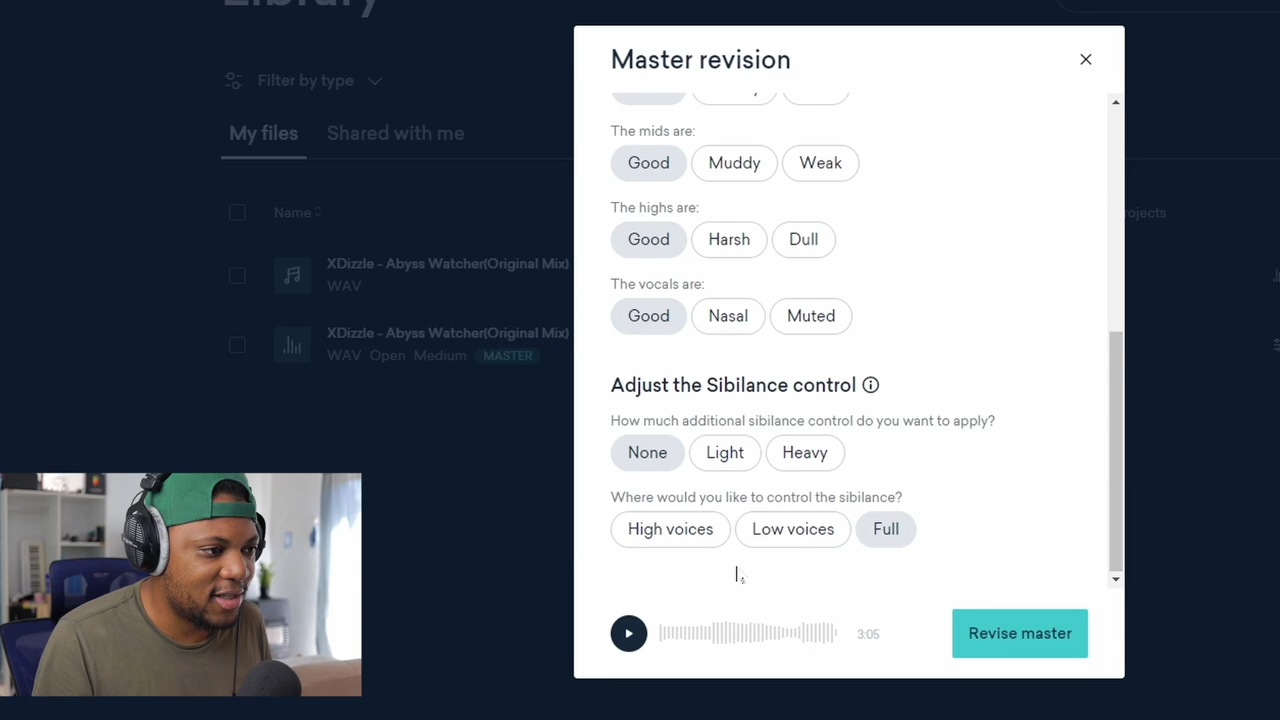 Library
Filter by type
My files Shared with me
Name
XDizzle - Abyss Watcher(Original Mix)
WAV
XDizzle - Abyss Watcher(Original Mix)
WAV Open Medium MASTER
Master revision
The mids are:
Good Muddy Weak
The highs are:
Good Harsh Dull
The vocals are:
Good Nasal Muted
Adjust the Sibilance control
How much additional sibilance control do you want to apply?
None Light Heavy
Where would you like to control the sibilance?
High voices Low voices Full
3:05
Revise master